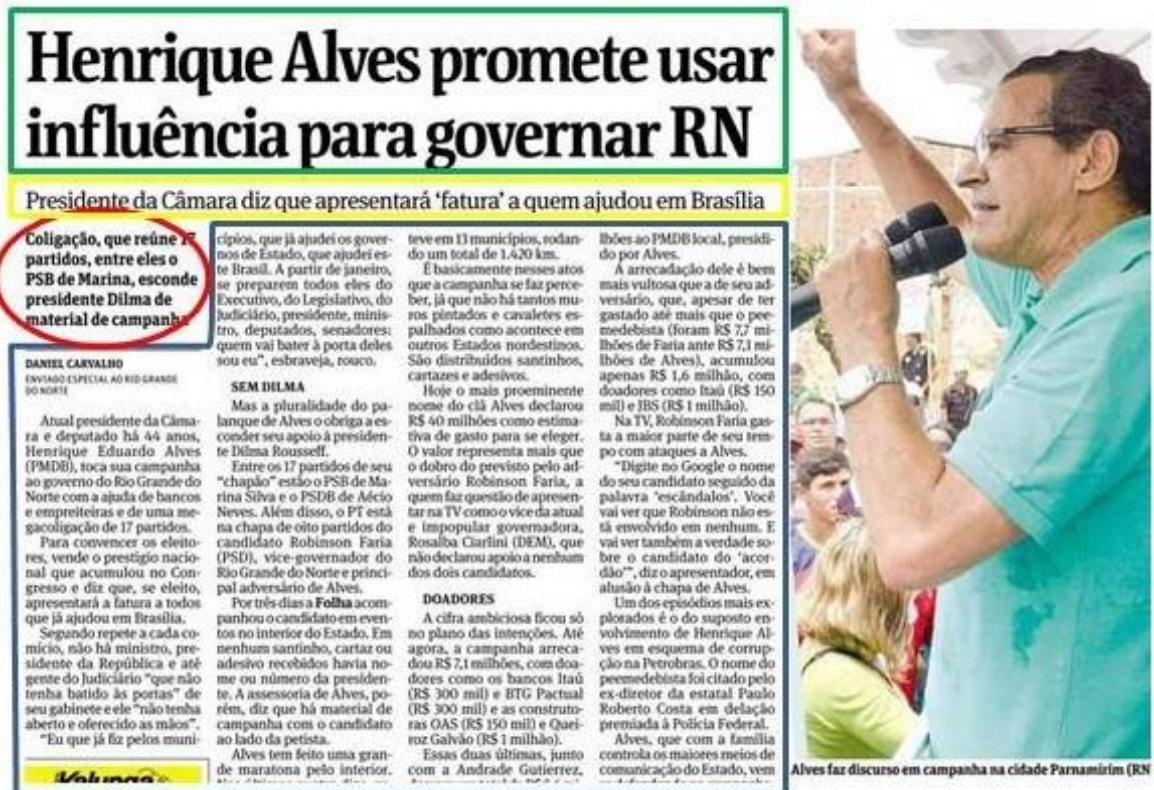 Henrique Alves promete usar
influência para governar RN
Presidente da Câmara diz que apresentará ‘fatura’ a quem ajudou em Brasília
Coligação, que reúne 17
partidos, entre eles o
PSB de Marina, esconde
presidente Dilma de
material de campanha
DANIEL CARVALHO
ENVIADO ESPECIAL AO RIO GRANDE
DO NORTE
Atual presidente da Câma-
ra e deputado há 44 anos,
Henrique Eduardo Alves
(PMDB), toca sua campanha
ao governo do Rio Grande do
Norte com a ajuda de bancos
e empreiteiras e de uma me-
gacoligação de 17 partidos.
Para convencer os eleito-
res, vende o prestígio nacio-
nal que acumulou no Con-
gresso e diz que, se eleito,
apresentará a fatura a todos
que já ajudou em Brasília.
Segundo repete a cada co-
mício, não há ministro, pre-
sidente da República e até
gente do Judiciário “que não
tenha batido às portas” de
seu gabinete e ele “não tenha
aberto e oferecido as mãos”.
“Eu que já fiz pelos muni-
Kalunga
cípios, que já ajudei os gover-
nos de Estado, que ajudei es-
te Brasil. A partir de janeiro,
se preparem todos eles do
Executivo, do Legislativo, do
Judiciário, presidente, minis-
tro, deputados, senadores:
quem vai bater à porta deles
sou eu”, esbraveja, rouco.
SEM DILMA
Mas a pluralidade do pa-
lanque de Alves o obriga a es-
conder seu apoio à presiden-
te Dilma Rousseff.
Entre os 17 partidos de seu
“chapão” estão o PSB de Ma-
rina Silva e o PSDB de Aécio
Neves. Além disso, o PT está
na chapa de oito partidos do
candidato Robinson Faria
(PSD), vice-governador do
Rio Grande do Norte e princi-
pal adversário de Alves.
Por três dias a Folha acom-
panhou o candidato em even-
tos no interior do Estado. Em
nenhum santinho, cartaz ou
adesivo recebidos havia no-
me ou número da presiden-
te. A assessoria de Alves, po-
rém, diz que há material de
campanha com o candidato
ao lado da petista.
Alves tem feito uma gran-
de maratona pelo interior.
teve em 13 municípios, rodan-
do um total de 1.420 km.
É basicamente nesses atos
que a campanha se faz perce-
ber, já que não há tantos mu-
ros pintados e cavaletes es-
palhados como acontece em
outros Estados nordestinos.
São distribuídos santinhos,
cartazes e adesivos.
Hoje o mais proeminente
nome do clã Alves declarou
R$ 40 milhões como estima-
tiva de gasto para se eleger.
O valor representa mais que
o dobro do previsto pelo ad-
versário Robinson Faria, a
quem faz questão de apresen-
tar na TV como o vice da atual
e impopular governadora,
Rosalba Ciarlini (DEM), que
não declarou apoio a nenhum
dos dois candidatos.
DOADORES
A cifra ambiciosa ficou só
no plano das intenções. Até
agora, a campanha arreca-
dou R$ 7,1 milhões, com doa-
dores como os bancos Itaú
(R$ 300 mil) e BTG Pactual
(R$ 300 mil) e as construto-
ras OAS (R$ 150 mil) e Quei-
roz Galvão (R$ 1 milhão).
Essas duas últimas, junto
com a Andrade Gutierrez,
lhões ao PMDB local, presidi-
do por Alves.
A arrecadação dele é bem
mais vultosa que a de seu ad-
versário, que, apesar de ter
gastado até mais que o pee-
medebista (foram R$ 7,7 mi-
lhões de Faria ante R$ 7,1 mi-
lhões de Alves), acumulou
apenas R$ 1,6 milhão, com
doadores como Itaú (R$ 150
mil) e JBS (R$ 1 milhão).
Na TV, Robinson Faria gas-
ta a maior parte de seu tem-
po com ataques a Alves.
“Digite no Google o nome
do seu candidato seguido da
palavra ‘escândalos’. Você
vai ver que Robinson não es-
tá envolvido em nenhum. E
vai ver também a verdade so-
bre o candidato do ‘acor-
dão’”, diz o apresentador, em
alusão à chapa de Alves.
Um dos episódios mais ex-
plorados é o do suposto en-
volvimento de Henrique Al-
ves em esquema de corrup-
ção na Petrobras. O nome do
peemedebista foi citado pelo
ex-diretor da estatal Paulo
Roberto Costa em delação
premiada à Polícia Federal.
Alves, que com a família
controla os maiores meios de
comunicação do Estado, vem
Alves faz discurso em campanha na cidade Parnamirim (RN